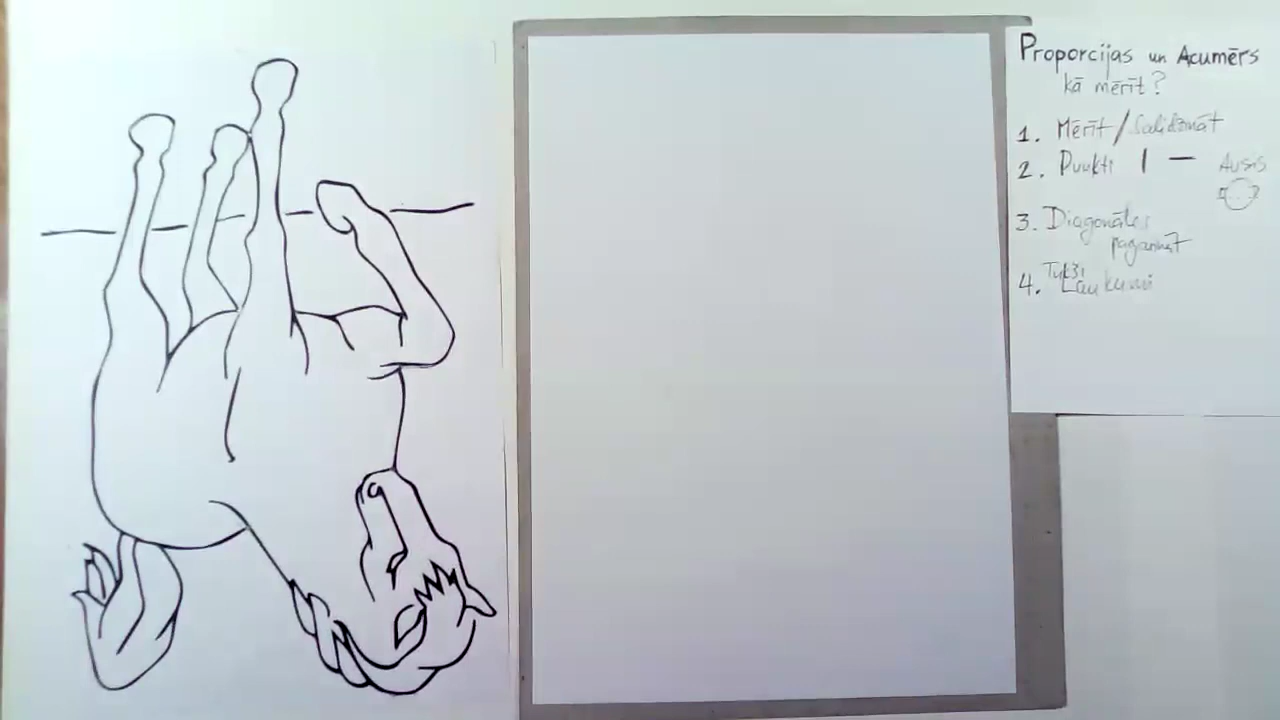 Proporcijas un Acumērs
kā mērīt?
1. Mērīt/Salīdzināt
2. Punkti | —
Ausis
3. Diagonāles
pagarināt
4. Tukši
Laukumi